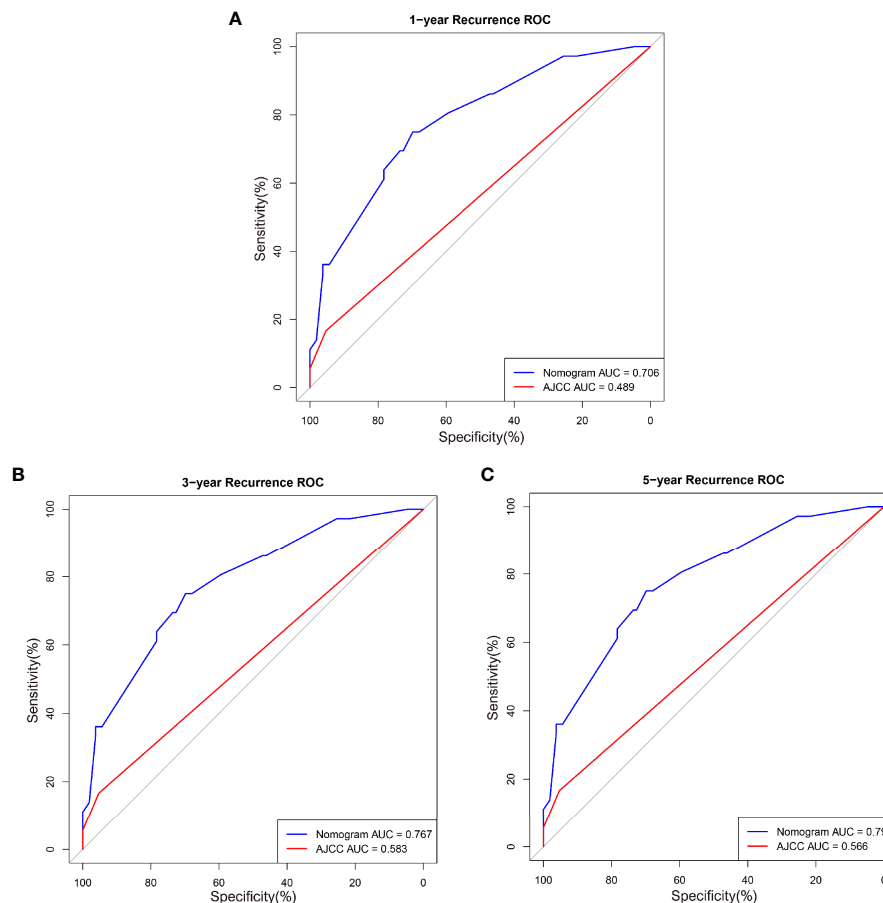 A
1-year Recurrence ROC
100
80
60
40
20
0
Sensitivity(%)
Nomogram AUC = 0.706
AJCC AUC = 0.489
100 80 60 40 20 0
Specificity(%)
B
3-year Recurrence ROC
100
80
60
40
20
0
Sensitivity(%)
Nomogram AUC = 0.767
AJCC AUC = 0.583
100 80 60 40 20 0
Specificity(%)
C
5-year Recurrence ROC
100
80
60
40
20
0
Sensitivity(%)
Nomogram AUC =
AJCC AUC = 0.566
100 80 60 40 20 0
Specificity(%)